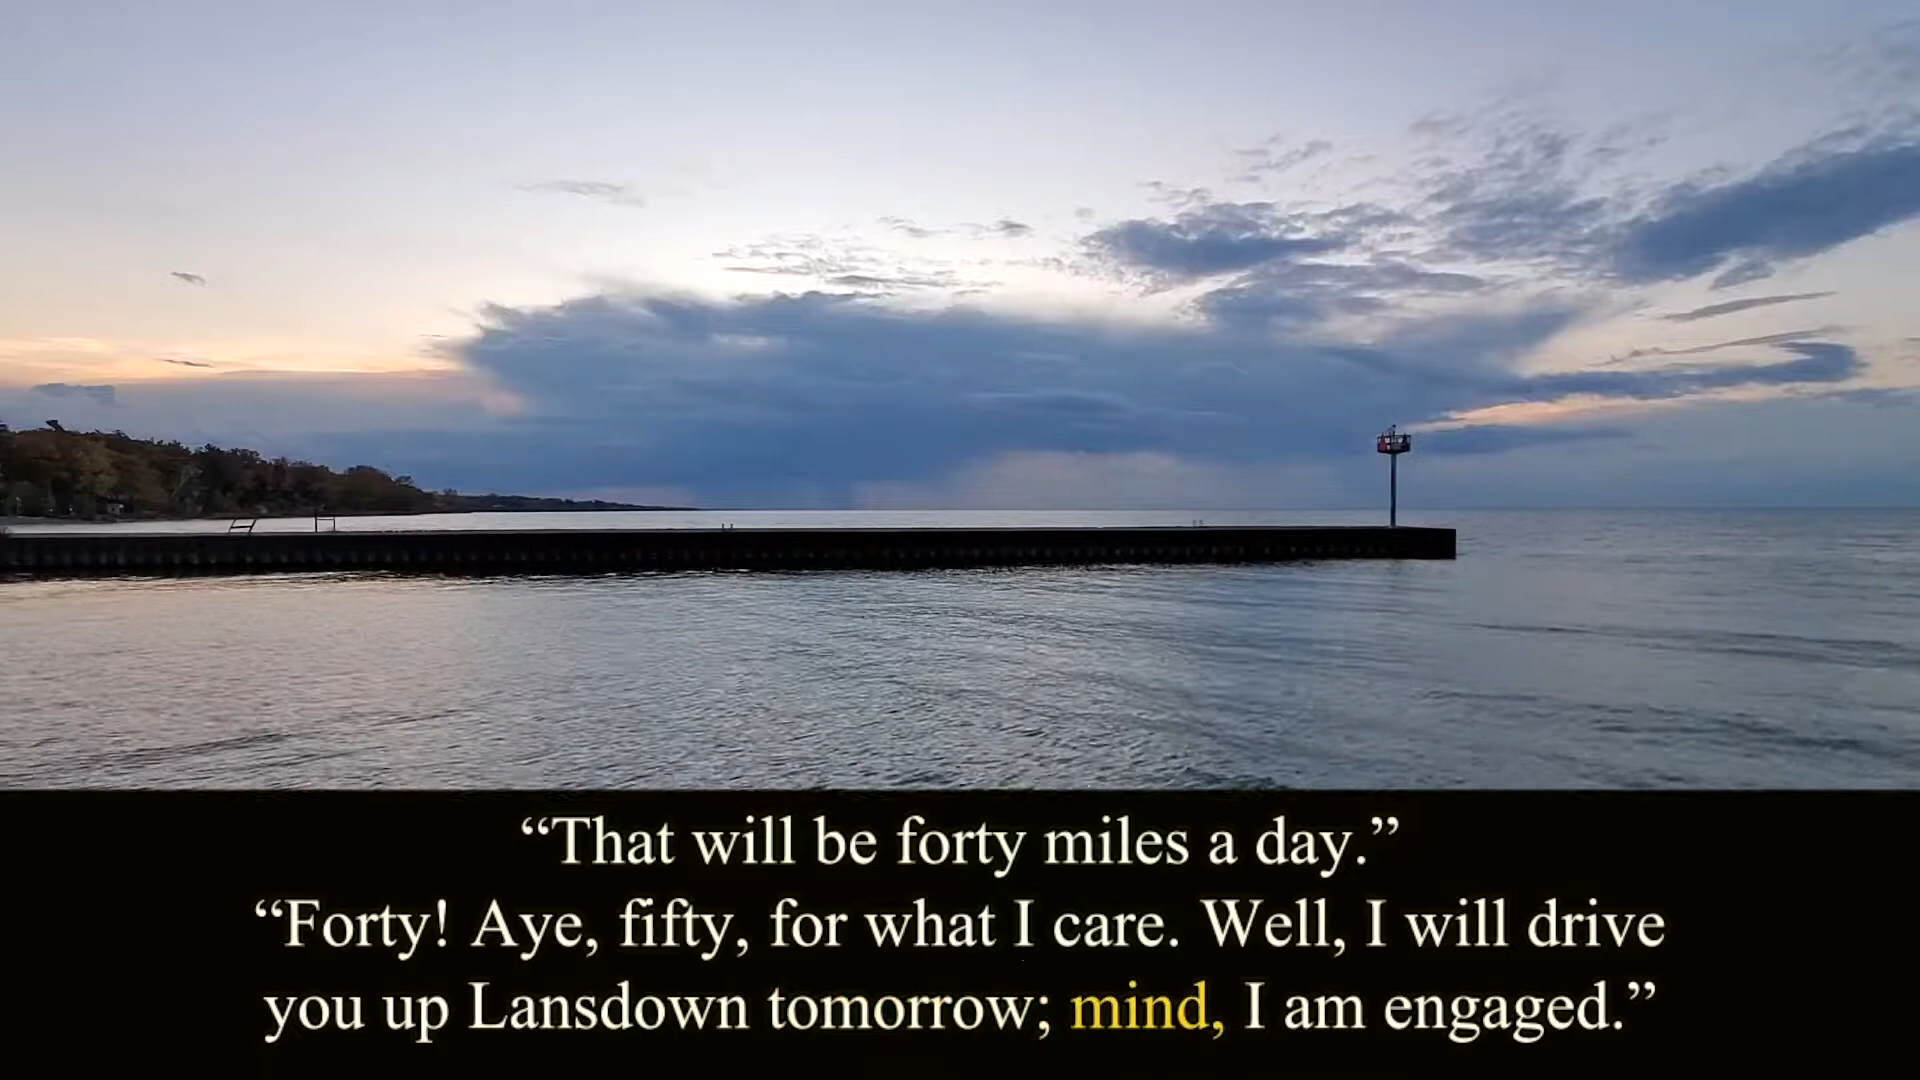 “That will be forty miles a day.”
“Forty! Aye, fifty, for what I care. Well, I will drive
you up Lansdown tomorrow; mind, I am engaged.”